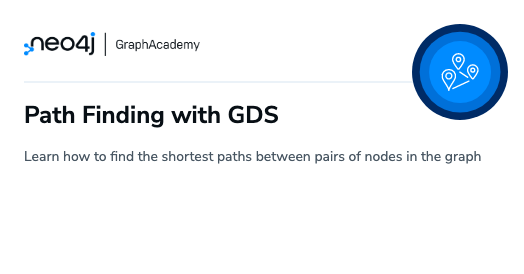 neo4j | GraphAcademy
Path Finding with GDS
Learn how to find the shortest paths between pairs of nodes in the graph